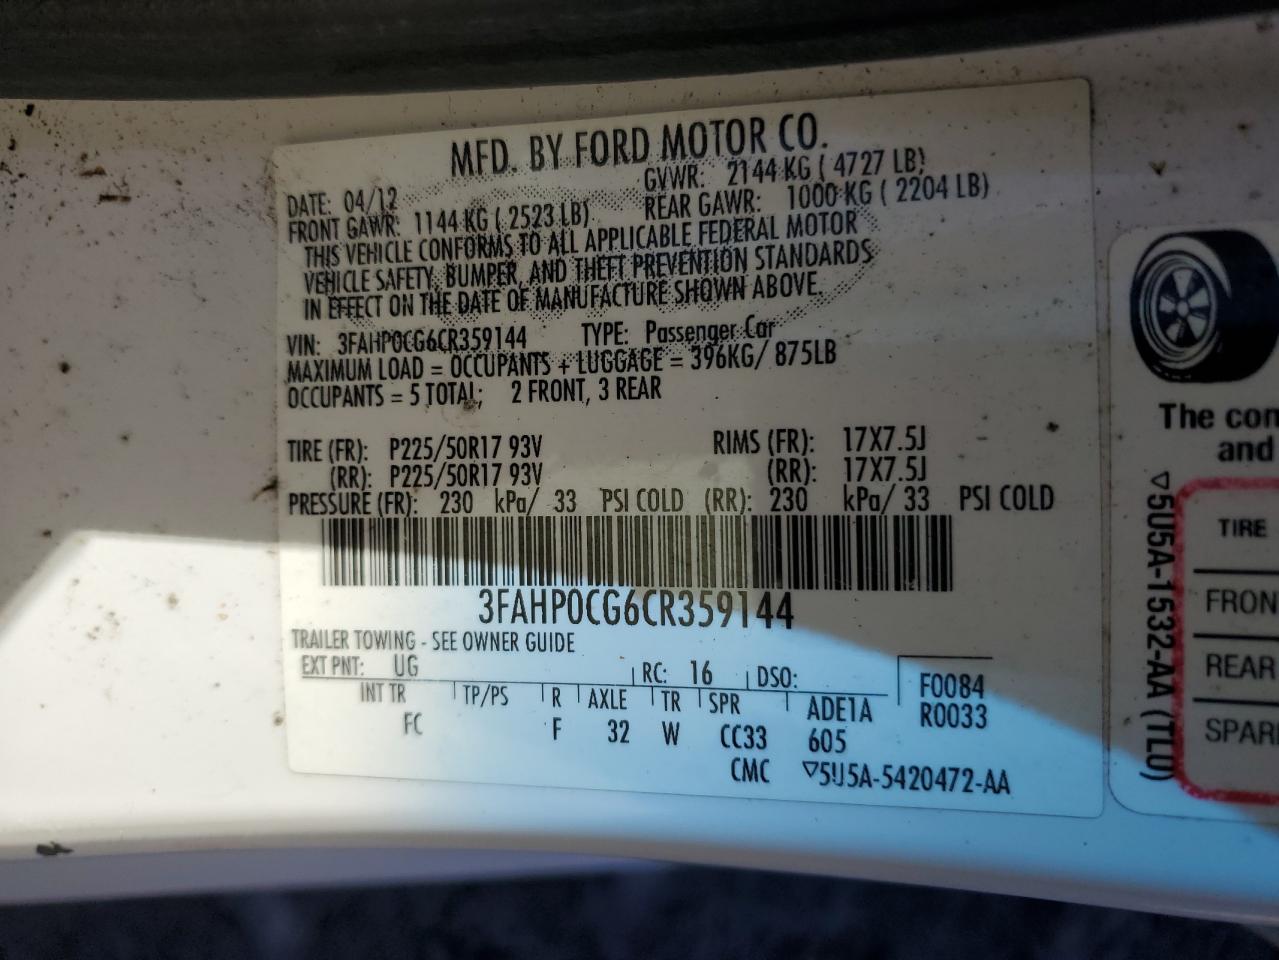 MFD. BY FORD MOTOR CO.
DATE: 04/12 GVWR: 2144 KG ( 4727 LB)
FRONT GAWR: 1144 KG ( 2523 LB) REAR GAWR: 1000 KG ( 2204 LB)
THIS VEHICLE CONFORMS TO ALL APPLICABLE FEDERAL MOTOR
VEHICLE SAFETY, BUMPER, AND THEFT PREVENTION STANDARDS
IN EFFECT ON THE DATE OF MANUFACTURE SHOWN ABOVE.
VIN: 3FAHP0CG6CR359144 TYPE: Passenger Car
MAXIMUM LOAD = OCCUPANTS + LUGGAGE = 396KG/ 875LB
OCCUPANTS = 5 TOTAL; 2 FRONT, 3 REAR
TIRE (FR): P225/50R17 93V RIMS (FR): 17X7.5J
(RR): P225/50R17 93V (RR): 17X7.5J
PRESSURE (FR): 230 kPa/ 33 PSI COLD (RR): 230 kPa/ 33 PSI COLD
3FAHP0CG6CR359144
TRAILER TOWING - SEE OWNER GUIDE
EXT PNT: UG RC: 16 DSO: F0084
INT TR TP/PS R AXLE TR SPR ADE1A R0033
FC F 32 W CC33 605
CMC ▽5U5A-5420472-AA
The con
and
▽5U5A-1532-AA (TLU)
TIRE
FRON
REAR
SPARE